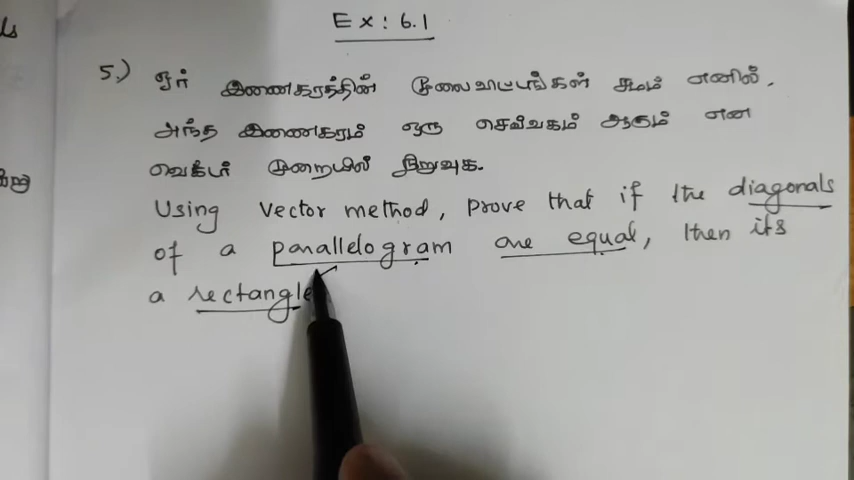 Ex: 6.1
5.) ஓர் இணைகரத்தின் மூலைவிட்டங்கள் சமம் எனில்,
அந்த இணைகரம் ஒரு செவ்வகம் ஆகும் என
வெக்டர் முறையில் நிறுவுக.
Using Vector method, prove that if the diagonals
of a parallelogram are equal, then its
a rectangle